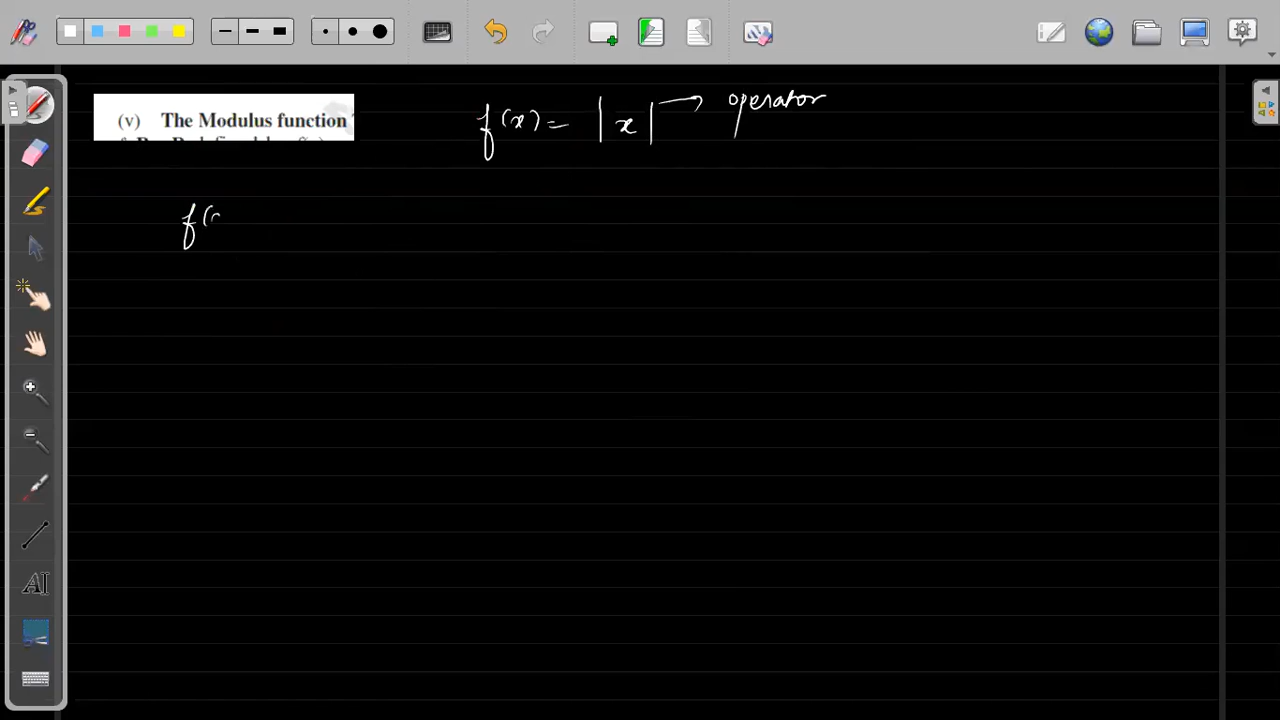 (v) The Modulus function
f(x) = |x| → operator
f(